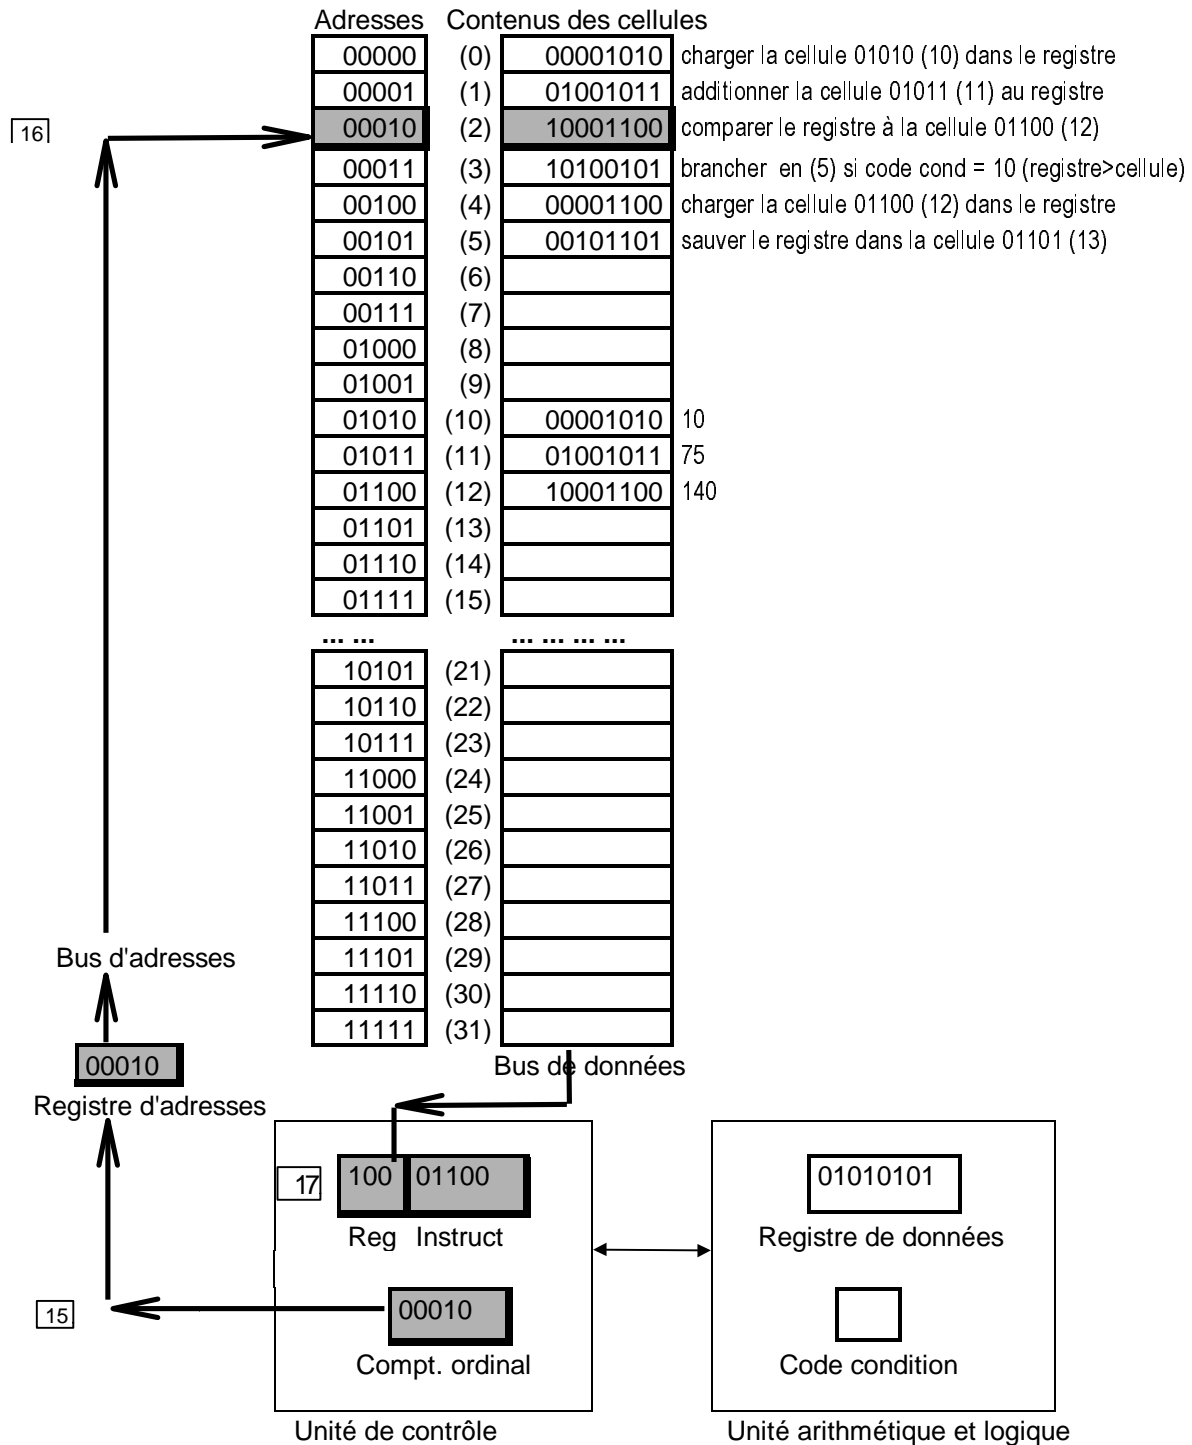 Adresses Contenus des cellules
00000 (0) 00001010 charger la cellule 01010 (10) dans le registre
00001 (1) 01001011 additionner la cellule 01011 (11) au registre
16 00010 (2) 10001100 comparer le registre à la cellule 01100 (12)
00011 (3) 10100101 brancher en (5) si code cond = 10 (registre>cellule)
00100 (4) 00001100 charger la cellule 01100 (12) dans le registre
00101 (5) 00101101 sauver le registre dans la cellule 01101 (13)
00110 (6)
00111 (7)
01000 (8)
01001 (9)
01010 (10) 00001010 10
01011 (11) 01001011 75
01100 (12) 10001100 140
01101 (13)
01110 (14)
01111 (15)
... ... ... ... ... ...
10101 (21)
10110 (22)
10111 (23)
11000 (24)
11001 (25)
11010 (26)
11011 (27)
11100 (28)
Bus d'adresses 11101 (29)
11110 (30)
11111 (31)
00010 Bus de données
Registre d'adresses
17 100 01100 01010101
Reg Instruct Registre de données
15 00010
Compt. ordinal Code condition
Unité de contrôle Unité arithmétique et logique